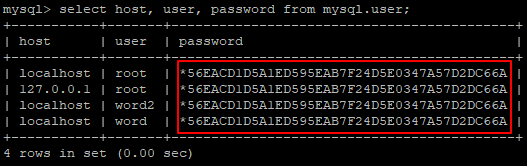 mysql> select host, user, password from mysql.user;
+-----------+-------+-------------------------------------------+
| host      | user  | password                                  |
+-----------+-------+-------------------------------------------+
| localhost | root  | *56EACD1D5A1ED595EAB7F24D5E0347A57D2DC66A |
| 127.0.0.1 | root  | *56EACD1D5A1ED595EAB7F24D5E0347A57D2DC66A |
| localhost | word2 | *56EACD1D5A1ED595EAB7F24D5E0347A57D2DC66A |
| localhost | word  | *56EACD1D5A1ED595EAB7F24D5E0347A57D2DC66A |
+-----------+-------+-------------------------------------------+
4 rows in set (0.00 sec)